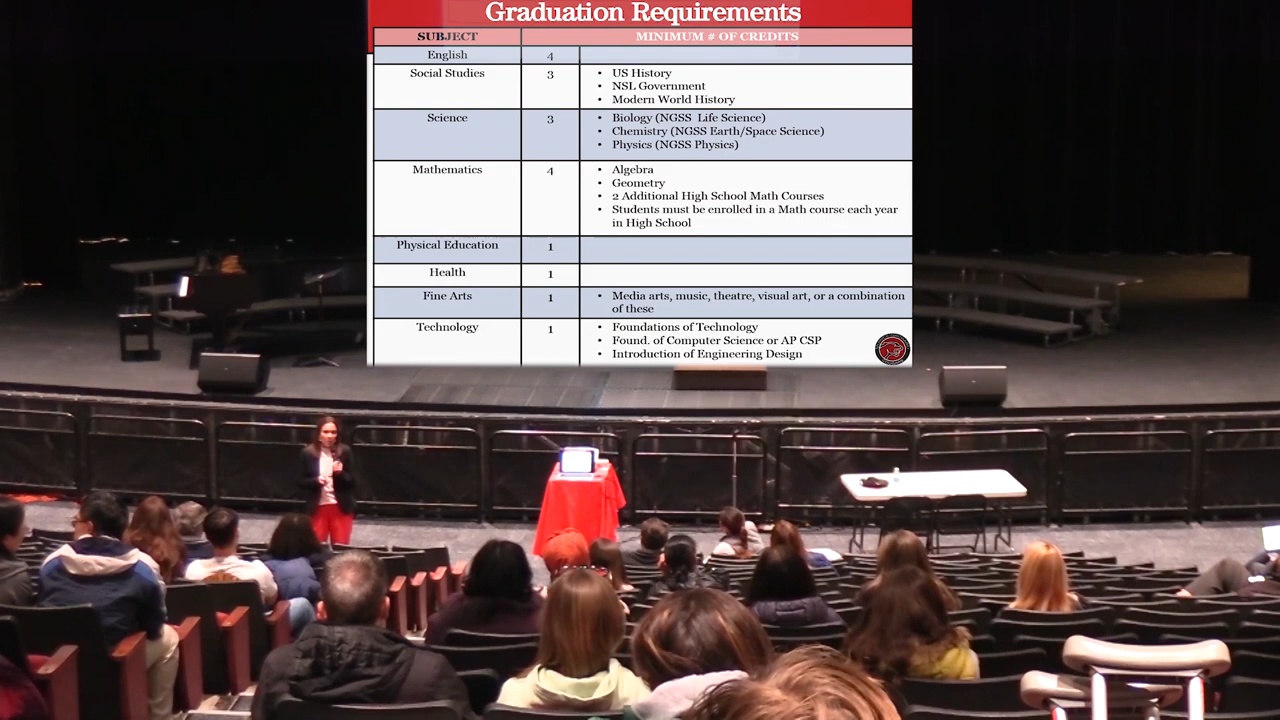 Graduation Requirements
SUBJECT MINIMUM # OF CREDITS
English 4
Social Studies 3 • US History
• NSL Government
• Modern World History
Science 3 • Biology (NGSS Life Science)
• Chemistry (NGSS Earth/Space Science)
• Physics (NGSS Physics)
Mathematics 4 • Algebra
• Geometry
• 2 Additional High School Math Courses
• Students must be enrolled in a Math course each year
in High School
Physical Education 1
Health 1
Fine Arts 1 • Media arts, music, theatre, visual art, or a combination
of these
Technology 1 • Foundations of Technology
• Found. of Computer Science or AP CSP
• Introduction of Engineering Design